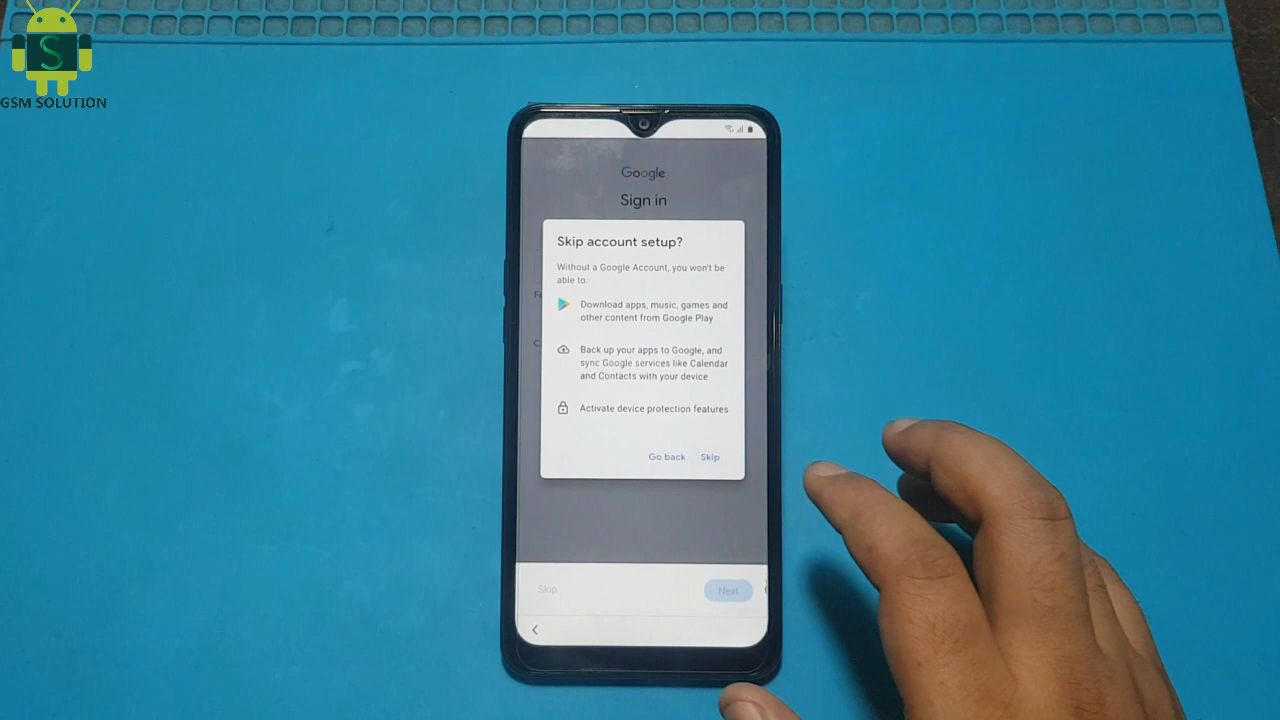 S
GSM SOLUTION
Google
Sign in
Skip account setup?
Without a Google Account, you won't be
able to
Download apps, music, games and
other content from Google Play
Back up your apps to Google, and
sync Google services like Calendar
and Contacts with your device
Activate device protection features
Go back Skip
Skip Next